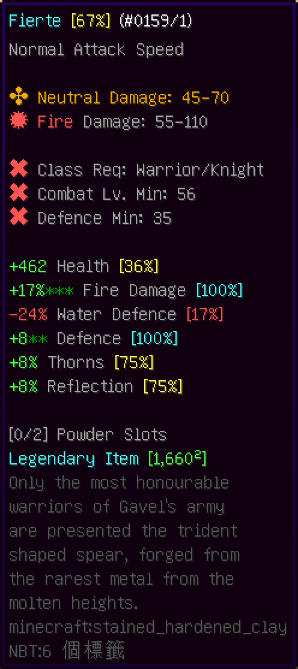 Fierte [67%] (#0159/1)
Normal Attack Speed
✤ Neutral Damage: 45-70
✹ Fire Damage: 55-110
✖ Class Req: Warrior/Knight
✖ Combat Lv. Min: 56
✖ Defence Min: 35
+462 Health [36%]
+17%*** Fire Damage [100%]
-24% Water Defence [17%]
+8** Defence [100%]
+8% Thorns [75%]
+8% Reflection [75%]
[0/2] Powder Slots
Legendary Item [1,660²]
Only the most honourable
warriors of Gavel's army
are presented the trident
shaped spear, forged from
the rarest metal from the
molten heights.
minecraft:stained_hardened_clay
NBT:6 個標籤